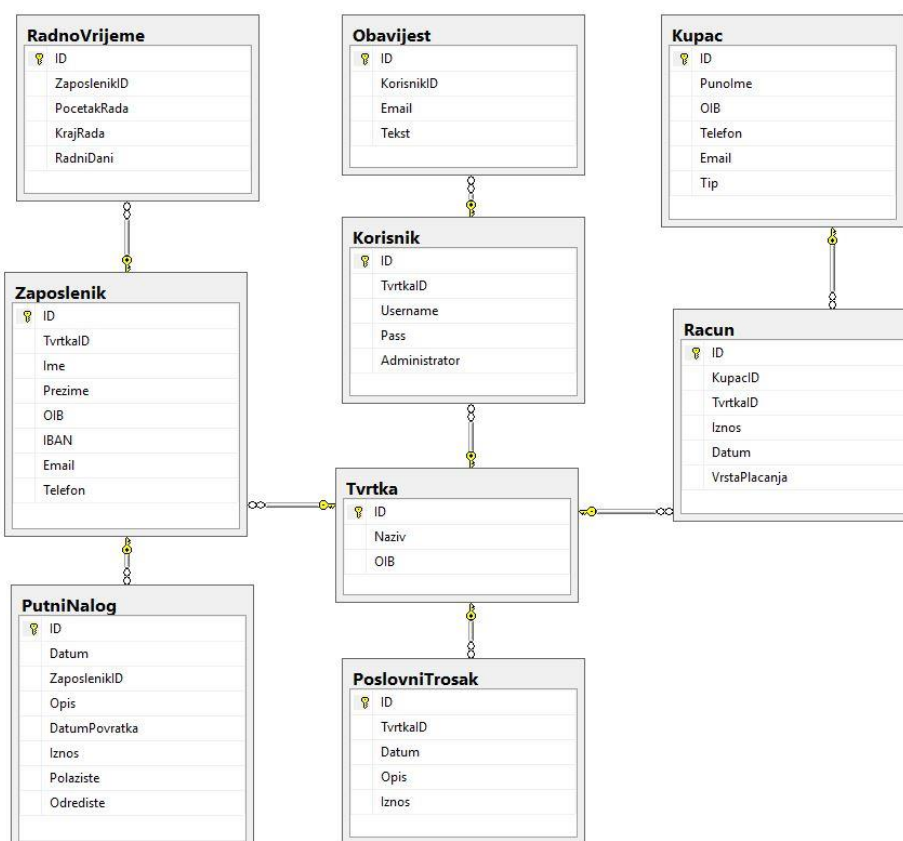 RadnoVrijeme
ID
ZaposlenikID
PocetakRada
KrajRada
RadniDani
Obavijest
ID
KorisnikID
Email
Tekst
Kupac
ID
PunoIme
OIB
Telefon
Email
Tip
Korisnik
ID
TvrtkaID
Username
Pass
Administrator
Zaposlenik
ID
TvrtkaID
Ime
Prezime
OIB
IBAN
Email
Telefon
Racun
ID
KupacID
TvrtkaID
Iznos
Datum
VrstaPlacanja
Tvrtka
ID
Naziv
OIB
PutniNalog
ID
Datum
ZaposlenikID
Opis
DatumPovratka
Iznos
Polaziste
Odrediste
PoslovniTrosak
ID
TvrtkaID
Datum
Opis
Iznos